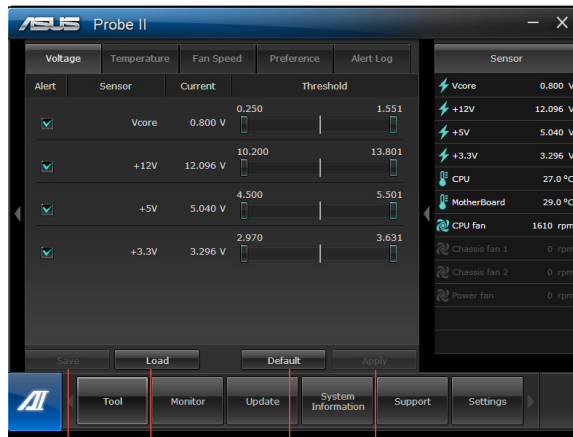 ASUS Probe II
Voltage Temperature Fan Speed Preference Alert Log
Alert Sensor Current Threshold
Vcore 0.800 V 0.250 1.551
+12V 12.096 V 10.200 13.801
+5V 5.040 V 4.500 5.501
+3.3V 3.296 V 2.970 3.631
Save Load Default Apply
Sensor
Vcore 0.800 V
+12V 12.096 V
+5V 5.040 V
+3.3V 3.296 V
CPU 27.0 ºC
MotherBoard 29.0 ºC
CPU fan 1610 rpm
Chassis fan 1 0 rpm
Chassis fan 2 0 rpm
Power fan 0 rpm
AI Tool Monitor Update System Information Support Settings